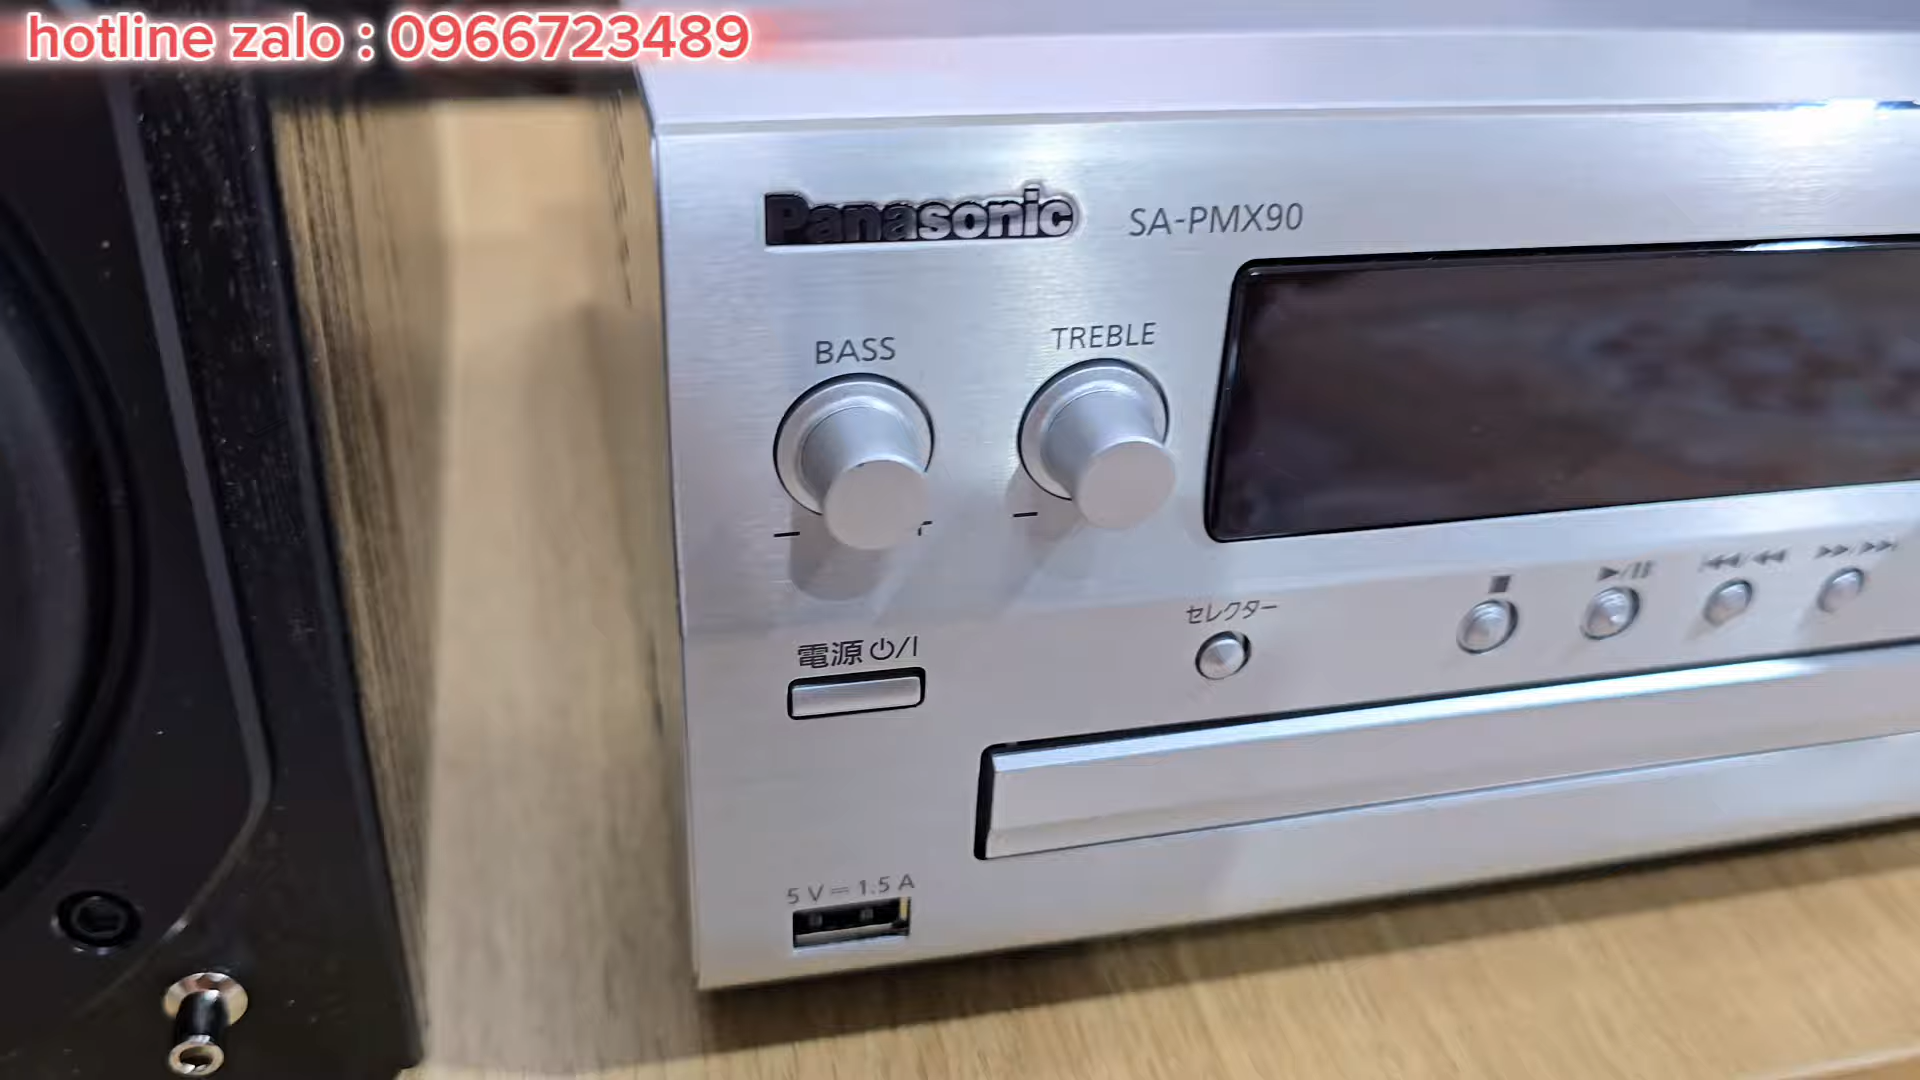 hotline zalo : 0966723489
Panasonic SA-PMX90
BASS TREBLE
電源 ⏻/I
セレクター
5 V ⎓ 1.5 A